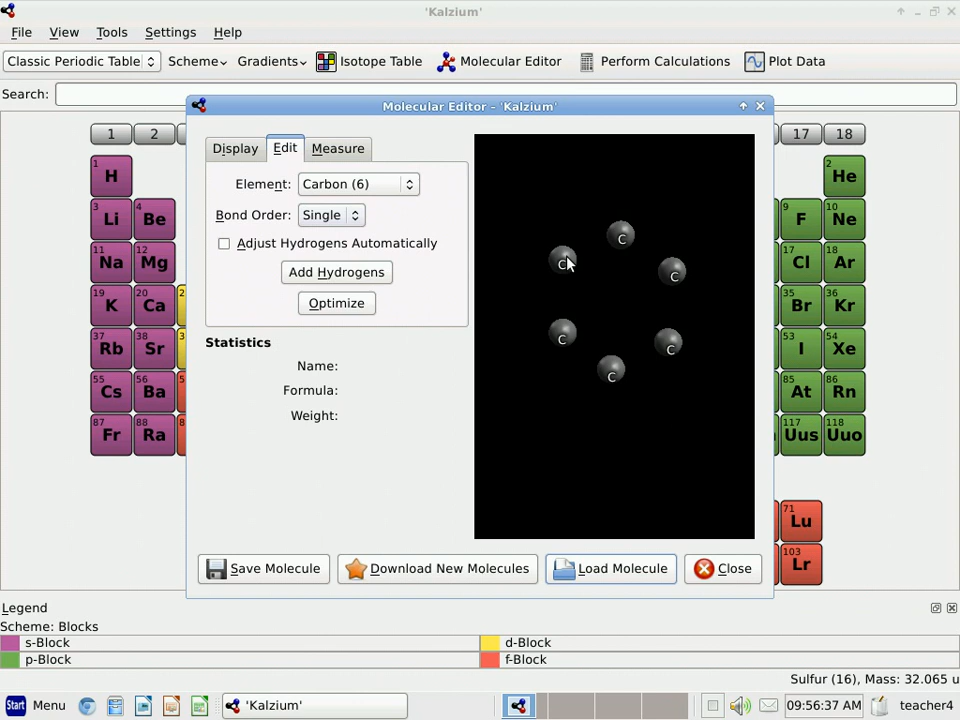 'Kalzium'
File View Tools Settings Help
Classic Periodic Table Scheme Gradients Isotope Table Molecular Editor Perform Calculations Plot Data
Search:
Molecular Editor - 'Kalzium'
1 2 17 18
Display Edit Measure
1 H 2 He
Element: Carbon (6)
3 Li 4 Be 9 F 10 Ne
Bond Order: Single
Adjust Hydrogens Automatically
11 Na 12 Mg 17 Cl 18 Ar
Add Hydrogens
19 K 20 Ca 2 35 Br 36 Kr
Optimize
37 Rb 38 Sr 3 53 I 54 Xe
Statistics
Name:
55 Cs 56 Ba 5 85 At 86 Rn
Formula:
Weight:
87 Fr 88 Ra 8 117 Uus 118 Uuo
C
C
C
C
C
C
71 Lu
103 Lr
Save Molecule Download New Molecules Load Molecule Close
Legend
Scheme: Blocks
s-Block d-Block
p-Block f-Block
Sulfur (16), Mass: 32.065 u
Start Menu 'Kalzium' 09:56:37 AM teacher4